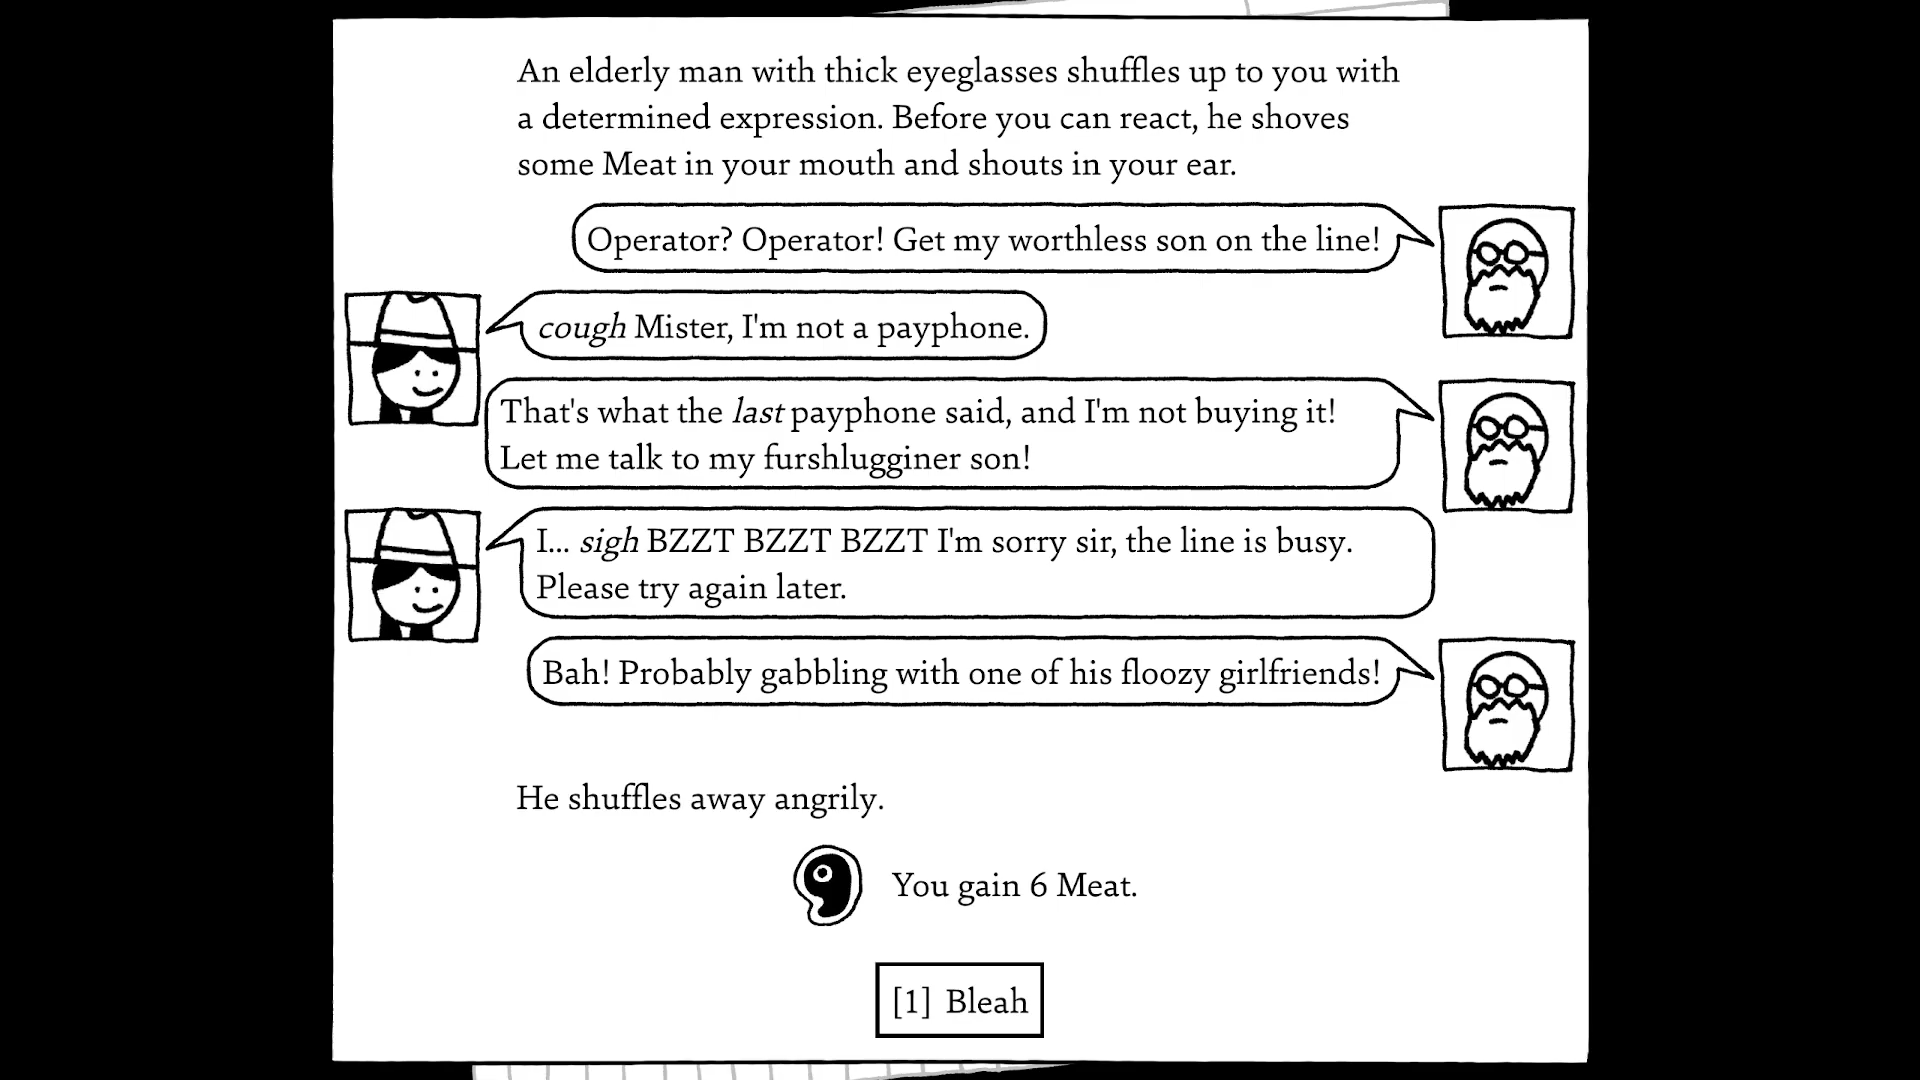 An elderly man with thick eyeglasses shuffles up to you with
a determined expression. Before you can react, he shoves
some Meat in your mouth and shouts in your ear.
Operator? Operator! Get my worthless son on the line!
cough Mister, I'm not a payphone.
That's what the last payphone said, and I'm not buying it!
Let me talk to my furshlugginer son!
I... sigh BZZT BZZT BZZT I'm sorry sir, the line is busy.
Please try again later.
Bah! Probably gabbling with one of his floozy girlfriends!
He shuffles away angrily.
You gain 6 Meat.
[1] Bleah